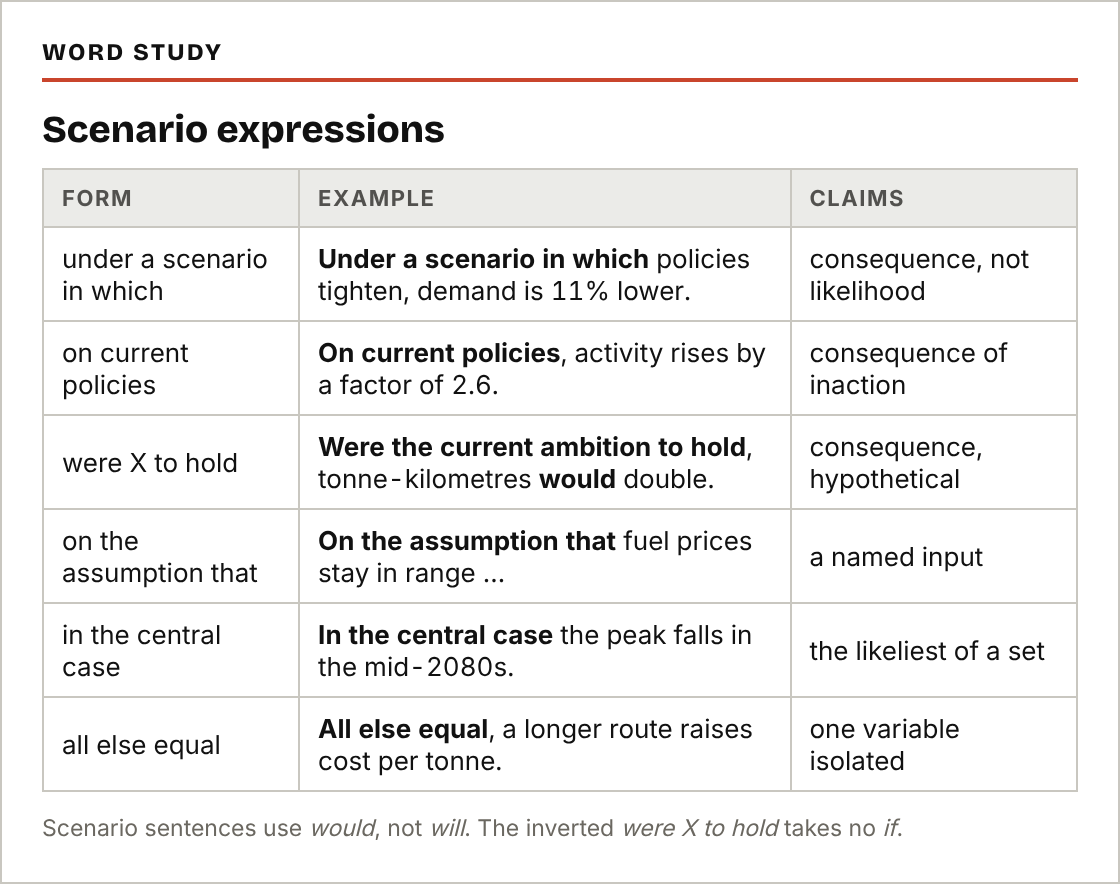 WORD STUDY
Scenario expressions
FORM
EXAMPLE
CLAIMS
under a scenario
in which
Under a scenario in which policies
tighten, demand is 11% lower.
consequence, not
likelihood
on current
policies
On current policies, activity rises by
a factor of 2.6.
consequence of
inaction
were X to hold
Were the current ambition to hold,
tonne-kilometres would double.
consequence,
hypothetical
on the
assumption that
On the assumption that fuel prices
stay in range ...
a named input
in the central
case
In the central case the peak falls in
the mid-2080s.
the likeliest of a set
all else equal
All else equal, a longer route raises
cost per tonne.
one variable
isolated
Scenario sentences use would, not will. The inverted were X to hold takes no if.